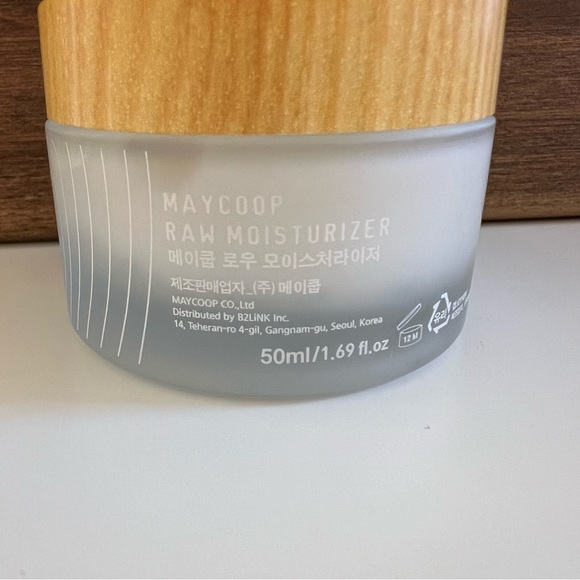 MAYCOOP
RAW MOISTURIZER
메이쿱 로우 모이스처라이저
제조판매업자_(주) 메이쿱
MAYCOOP CO.,Ltd
Distributed by B2LiNK inc.
14, Teheran-ro 4-gil, Gangnam-gu, Seoul, Korea
50ml/1.69 fl.oz
12 M
유리